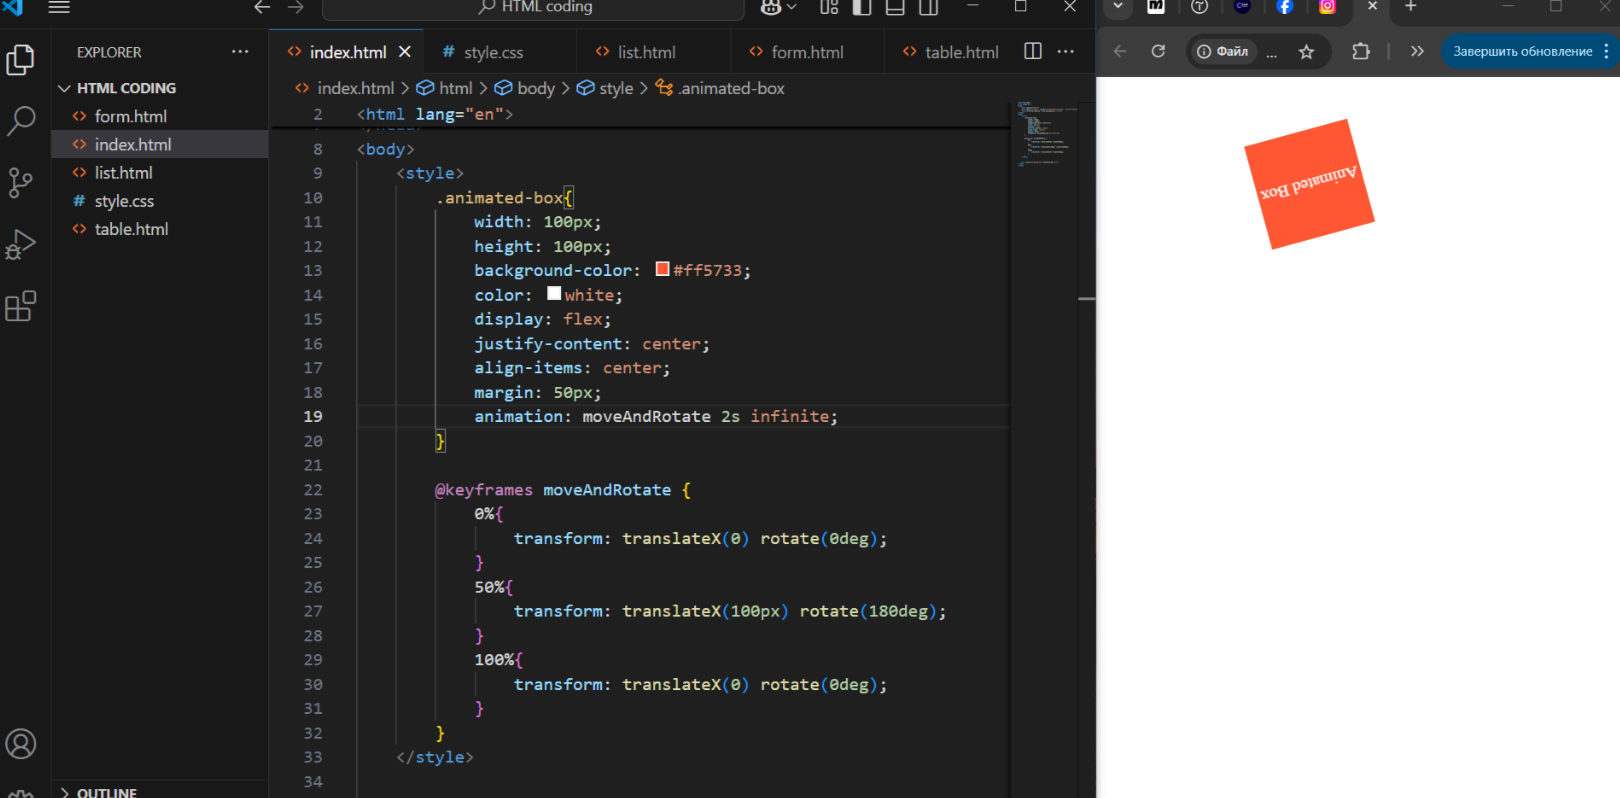 HTML coding
EXPLORER
HTML CODING
form.html
index.html
list.html
style.css
table.html
OUTLINE
index.html
style.css
list.html
form.html
table.html
index.html > html > body > style > .animated-box
2 <html lang="en">
8 <body>
9 <style>
10 .animated-box{
11 width: 100px;
12 height: 100px;
13 background-color: #ff5733;
14 color: white;
15 display: flex;
16 justify-content: center;
17 align-items: center;
18 margin: 50px;
19 animation: moveAndRotate 2s infinite;
20 }
21
22 @keyframes moveAndRotate {
23 0%{
24 transform: translateX(0) rotate(0deg);
25 }
26 50%{
27 transform: translateX(100px) rotate(180deg);
28 }
29 100%{
30 transform: translateX(0) rotate(0deg);
31 }
32 }
33 </style>
34
Файл
...
Завершить обновление
Animated Box